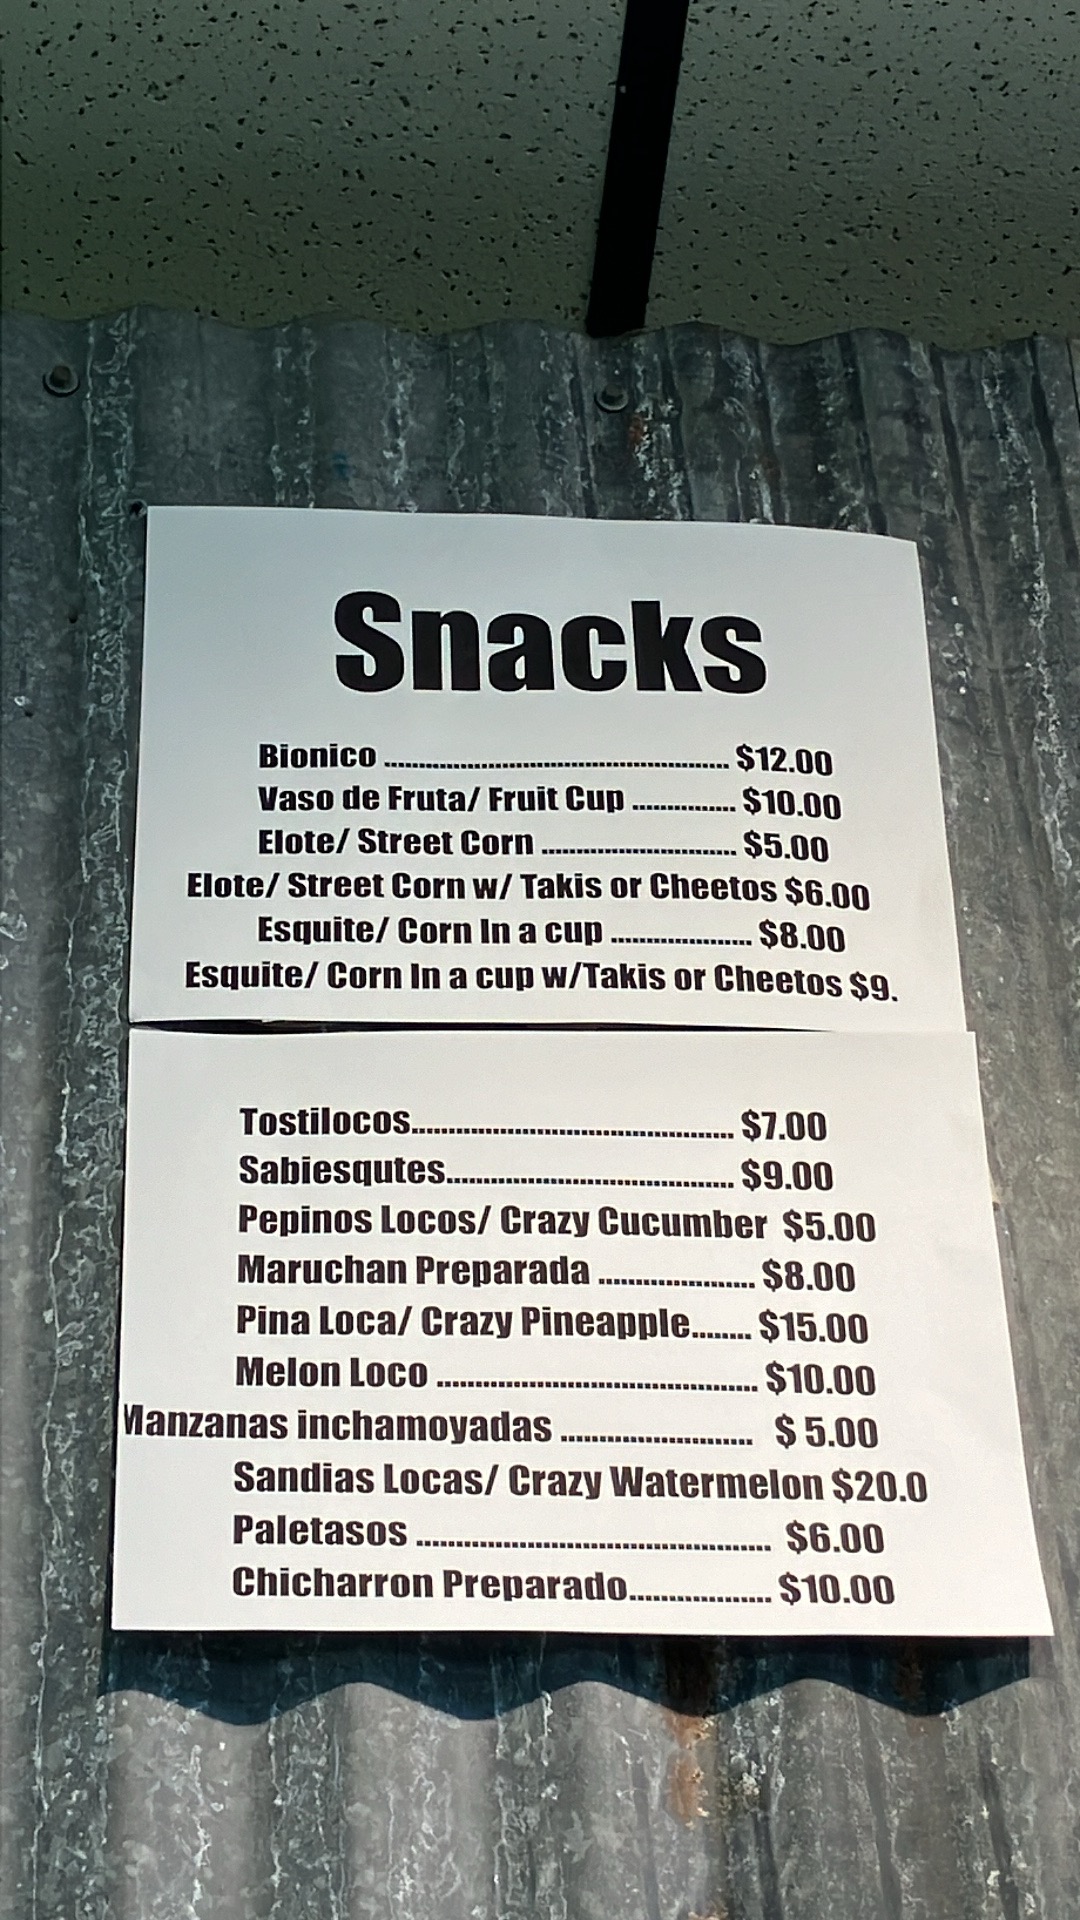 Snacks
Bionico ................................................ $12.00
Vaso de Fruta/ Fruit Cup ............... $10.00
Elote/ Street Corn ............................ $5.00
Elote/ Street Corn w/ Takis or Cheetos $6.00
Esquite/ Corn In a cup .................... $8.00
Esquite/ Corn In a cup w/Takis or Cheetos $9.
Tostilocos............................................. $7.00
Sabiesqutes........................................ $9.00
Pepinos Locos/ Crazy Cucumber $5.00
Maruchan Preparada ...................... $8.00
Pina Loca/ Crazy Pineapple........ $15.00
Melon Loco ............................................. $10.00
Manzanas inchamoyadas ........................... $ 5.00
Sandias Locas/ Crazy Watermelon $20.0
Paletasos ................................................. $6.00
Chicharron Preparado.................... $10.00